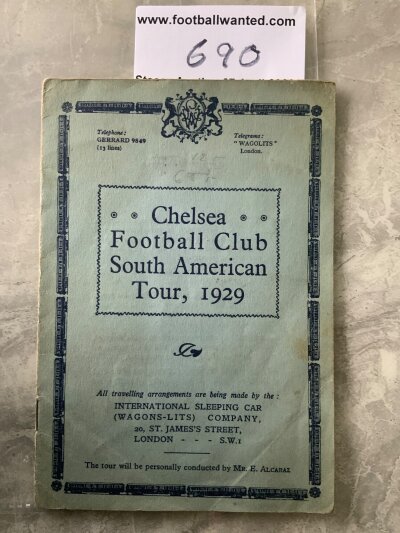 www.footballwanted.com
690
Telephone:
GERRARD 9849
(13 lines)
Telegrams:
"WAGOLITS"
London.
Chelsea
Football Club
South American
Tour, 1929
All travelling arrangements are being made by the:
INTERNATIONAL SLEEPING CAR
(WAGONS-LITS) COMPANY,
20, ST. JAMES'S STREET,
LONDON - - - S.W.1
The tour will be personally conducted by MR. E. ALCARAZ